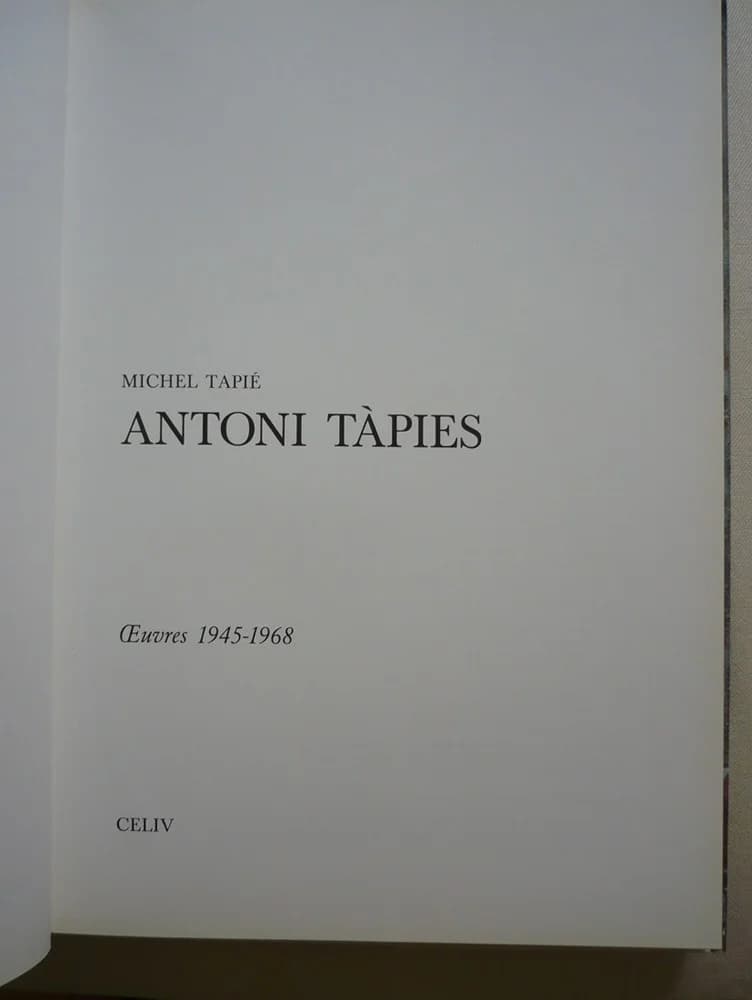 MICHEL TAPIÉ
ANTONI TÀPIES
Œuvres 1945-1968
CELIV